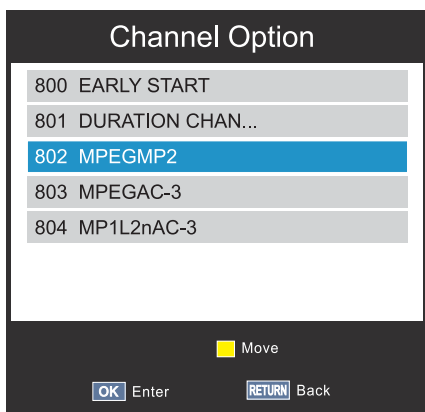 Channel Option
800 EARLY START
801 DURATION CHAN...
802 MPEGMP2
803 MPEGAC-3
804 MP1L2nAC-3
Move
OK Enter RETURN Back